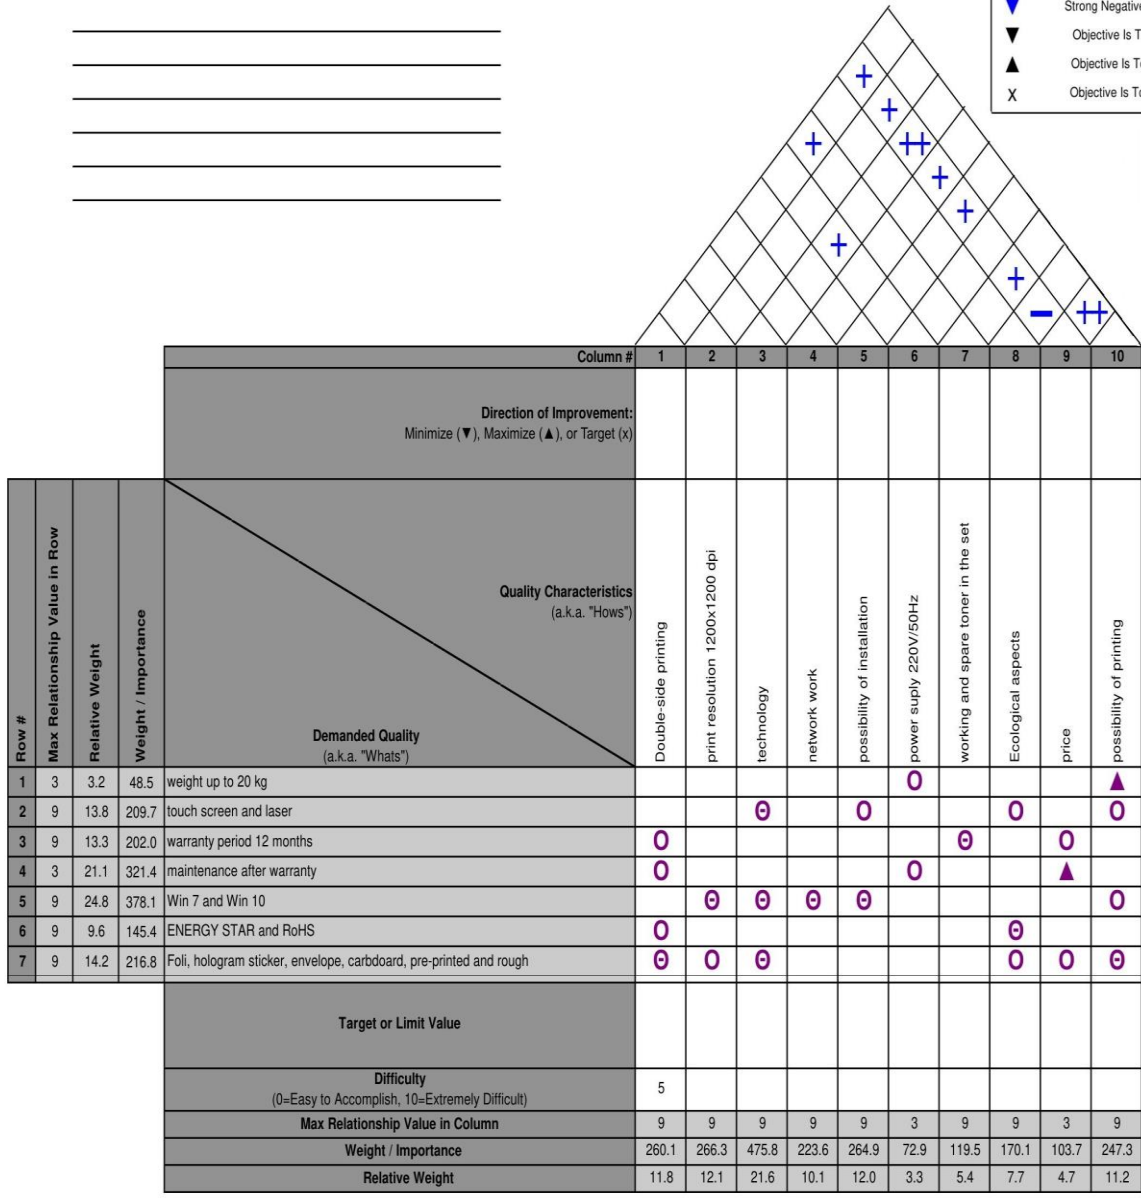 Strong Negative
▼ Objective Is T
▲ Objective Is To
X Objective Is To
+
+
+ ++
+
+
+
+
− ++
Column # 1 2 3 4 5 6 7 8 9 10
Direction of Improvement:
Minimize (▼), Maximize (▲), or Target (x)
Row #
Max Relationship Value in Row
Relative Weight
Weight / Importance
Quality Characteristics
(a.k.a. "Hows")
Demanded Quality
(a.k.a. "Whats")
Double-side printing
print resolution 1200x1200 dpi
technology
network work
possibility of installation
power suply 220V/50Hz
working and spare toner in the set
Ecological aspects
price
possibility of printing
1 3 3.2 48.5 weight up to 20 kg O ▲
2 9 13.8 209.7 touch screen and laser Θ O O O
3 9 13.3 202.0 warranty period 12 months O Θ O
4 3 21.1 321.4 maintenance after warranty O O ▲
5 9 24.8 378.1 Win 7 and Win 10 Θ Θ Θ Θ O
6 9 9.6 145.4 ENERGY STAR and RoHS O Θ
7 9 14.2 216.8 Foli, hologram sticker, envelope, carbdoard, pre-printed and rough Θ O Θ O O Θ
Target or Limit Value
Difficulty
(0=Easy to Accomplish, 10=Extremely Difficult) 5
Max Relationship Value in Column 9 9 9 9 9 3 9 9 3 9
Weight / Importance 260.1 266.3 475.8 223.6 264.9 72.9 119.5 170.1 103.7 247.3
Relative Weight 11.8 12.1 21.6 10.1 12.0 3.3 5.4 7.7 4.7 11.2